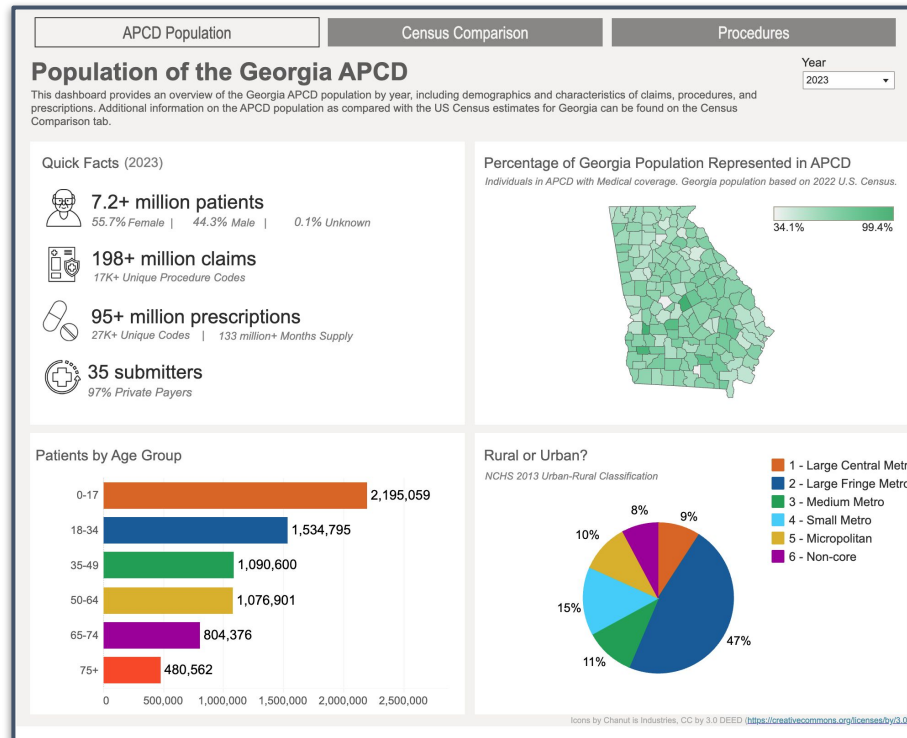 APCD Population
Census Comparison
Procedures
Population of the Georgia APCD
This dashboard provides an overview of the Georgia APCD population by year, including demographics and characteristics of claims, procedures, and
prescriptions. Additional information on the APCD population as compared with the US Census estimates for Georgia can be found on the Census
Comparison tab.
Year
2023
Quick Facts (2023)
7.2+ million patients
55.7% Female | 44.3% Male | 0.1% Unknown
198+ million claims
17K+ Unique Procedure Codes
95+ million prescriptions
27K+ Unique Codes | 133 million+ Months Supply
35 submitters
97% Private Payers
Percentage of Georgia Population Represented in APCD
Individuals in APCD with Medical coverage. Georgia population based on 2022 U.S. Census.
34.1% 99.4%
Patients by Age Group
0-17 2,195,059
18-34 1,534,795
35-49 1,090,600
50-64 1,076,901
65-74 804,376
75+ 480,562
0 500,000 1,000,000 1,500,000 2,000,000 2,500,000
Rural or Urban?
NCHS 2013 Urban-Rural Classification
1 - Large Central Metr
2 - Large Fringe Metro
3 - Medium Metro
4 - Small Metro
5 - Micropolitan
6 - Non-core
8%
9%
10%
15%
11%
47%
Icons by Chanut is Industries, CC by 3.0 DEED (https://creativecommons.org/licenses/by/3.0